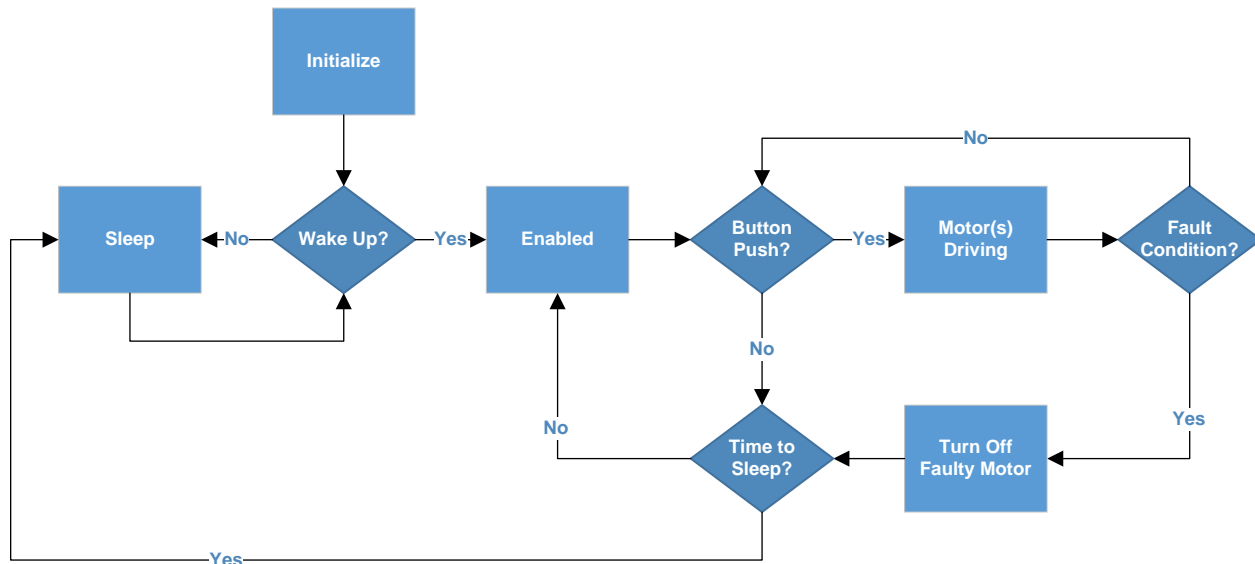 Initialize
No
Sleep
No
Wake Up?
Yes
Enabled
Button
Push?
Yes
Motor(s)
Driving
Fault
Condition?
No
Yes
No
Time to
Sleep?
Turn Off
Faulty Motor
Yes